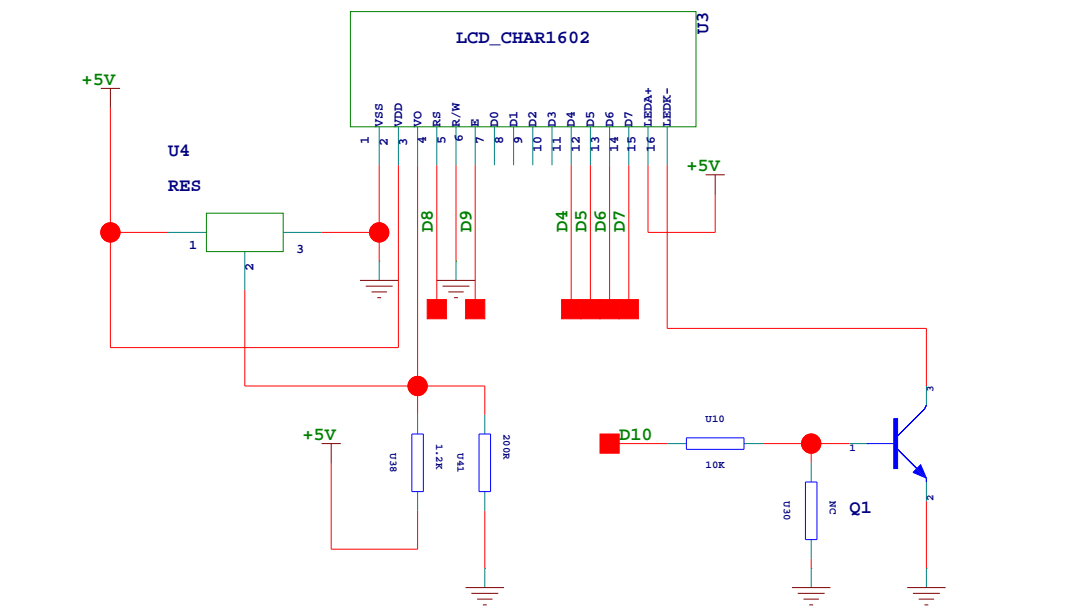 U3
LCD_CHAR1602
+5V
VSS
VDD
VO
RS
R/W
E
D0
D1
D2
D3
D4
D5
D6
D7
LEDA+
LEDK-
1
2
3
4
5
6
7
8
9
10
11
12
13
14
15
16
U4
RES
+5V
D8
D9
D4
D5
D6
D7
1
3
2
+5V
U38
1.2K
U41
200R
D10
U10
10K
1
3
2
U30
NC
Q1